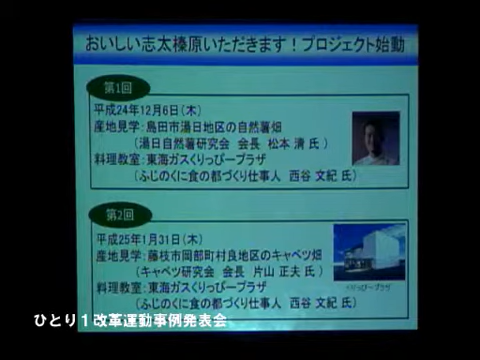 おいしい志太榛原いただきます！プロジェクト始動
第1回
平成24年12月6日(木)
産地見学：島田市湯日地区の自然薯畑
(湯日自然薯研究会 会長 松本 清 氏 )
料理教室：東海ガスくりっぴープラザ
(ふじのくに食の都づくり仕事人 西谷 文紀 氏)
第2回
平成25年1月31日(木)
産地見学：藤枝市岡部町村良地区のキャベツ畑
(キャベツ研究会 会長 片山 正夫 氏 )
くりっぴープラザ
料理教室：東海ガスくりっぴープラザ
(ふじのくに食の都づくり仕事人 西谷 文紀 氏)
ひとり１改革運動事例発表会